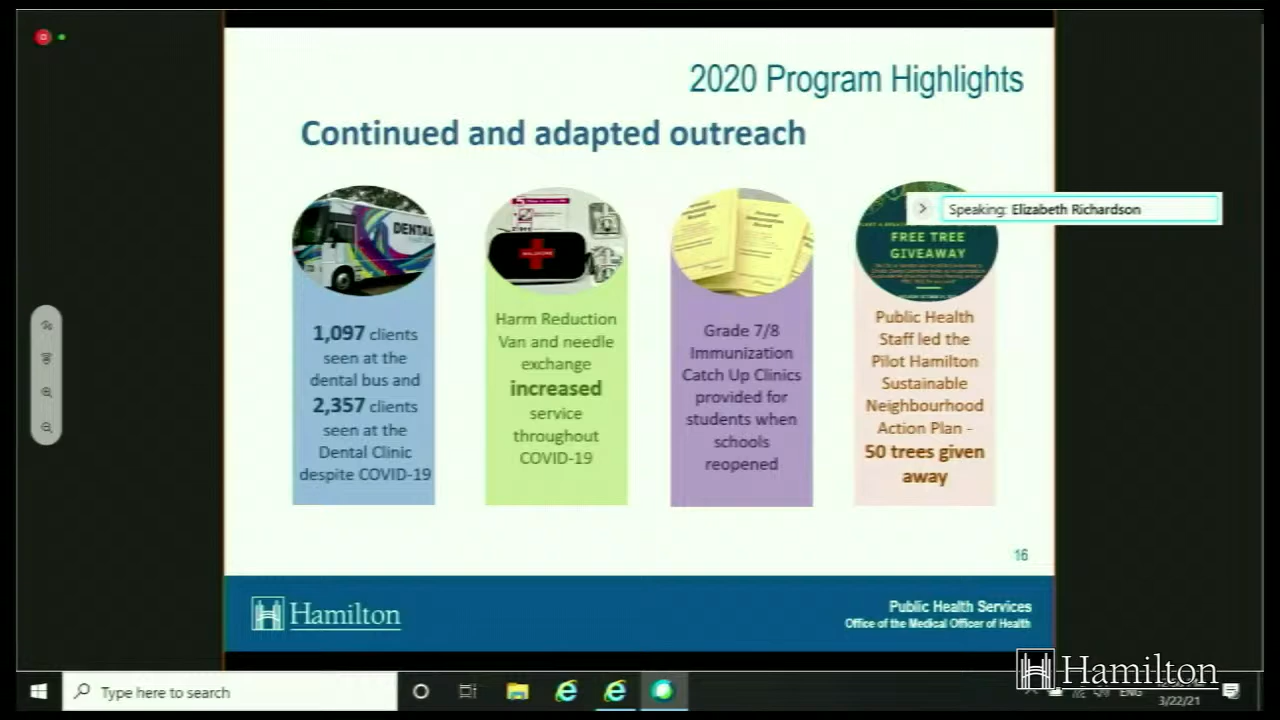 2020 Program Highlights
Continued and adapted outreach
Speaking: Elizabeth Richardson
DENTAL
FREE TREE
GIVEAWAY
1,097 clients
seen at the
dental bus and
2,357 clients
seen at the
Dental Clinic
despite COVID-19
Harm Reduction
Van and needle
exchange
increased
service
throughout
COVID-19
Grade 7/8
Immunization
Catch Up Clinics
provided for
students when
schools
reopened
Public Health
Staff led the
Pilot Hamilton
Sustainable
Neighbourhood
Action Plan -
50 trees given
away
16
Hamilton
Public Health Services
Office of the Medical Officer of Health
Hamilton
Type here to search
ENG
3/22/21